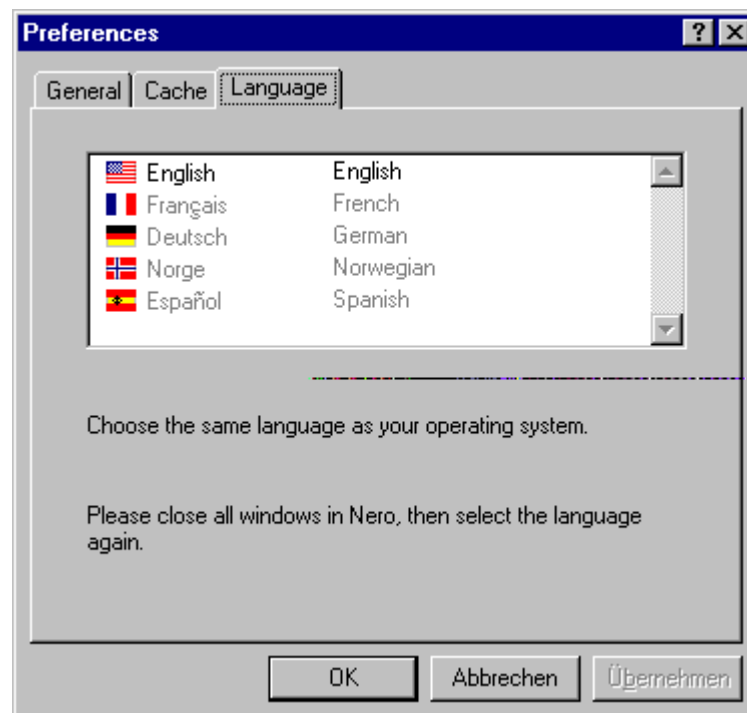 Preferences
General Cache Language
English English
Français French
Deutsch German
Norge Norwegian
Español Spanish
Choose the same language as your operating system.
Please close all windows in Nero, then select the language
again.
OK Abbrechen Übernehmen